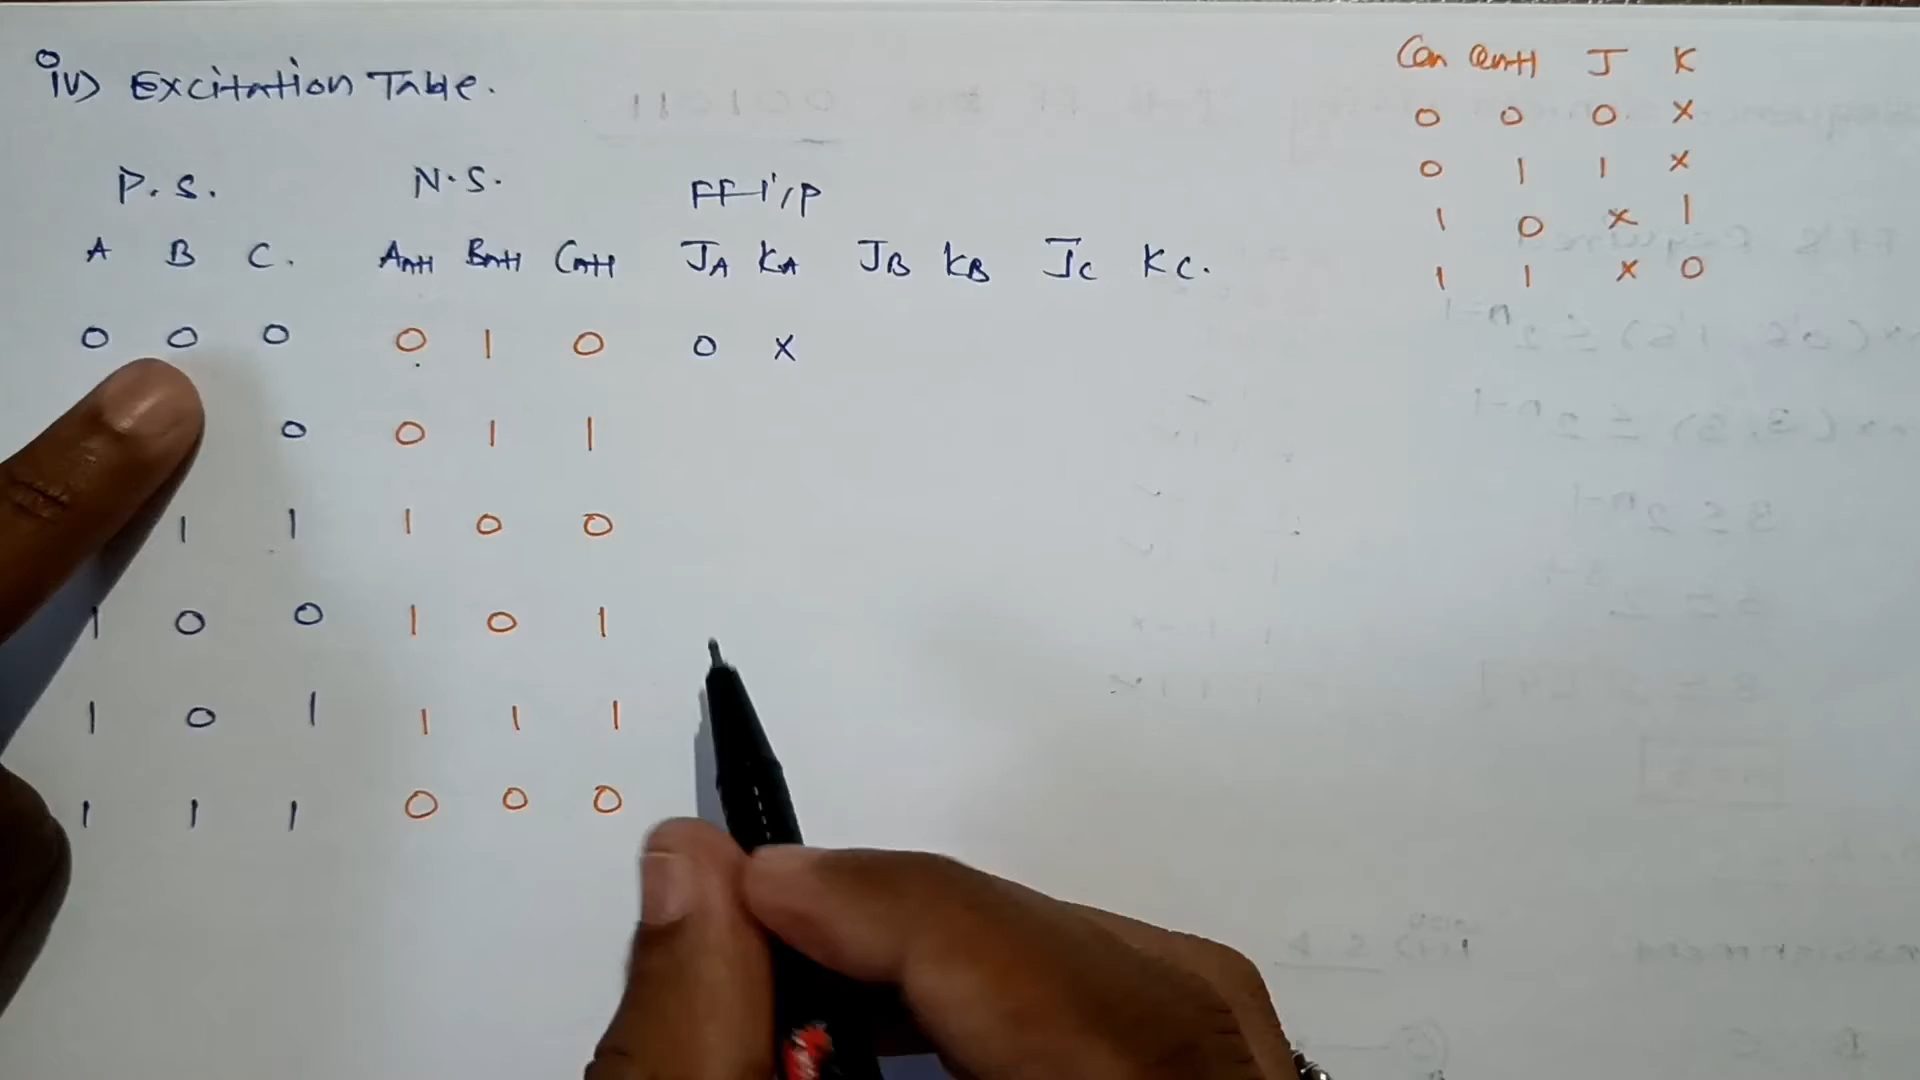 iv) Excitation Table.
P.S. N.S. FF i/p
A B C. An+1 Bn+1 Cn+1 JA KA JB KB JC KC.
0 0 0 0 1 0 0 x
0 0 1 1
1 1 1 0 0
1 0 0 1 0 1
1 0 1 1 1 1
1 1 1 0 0 0
Qn Qn+1 J K
0 0 0 x
0 1 1 x
1 0 x 1
1 1 x 0